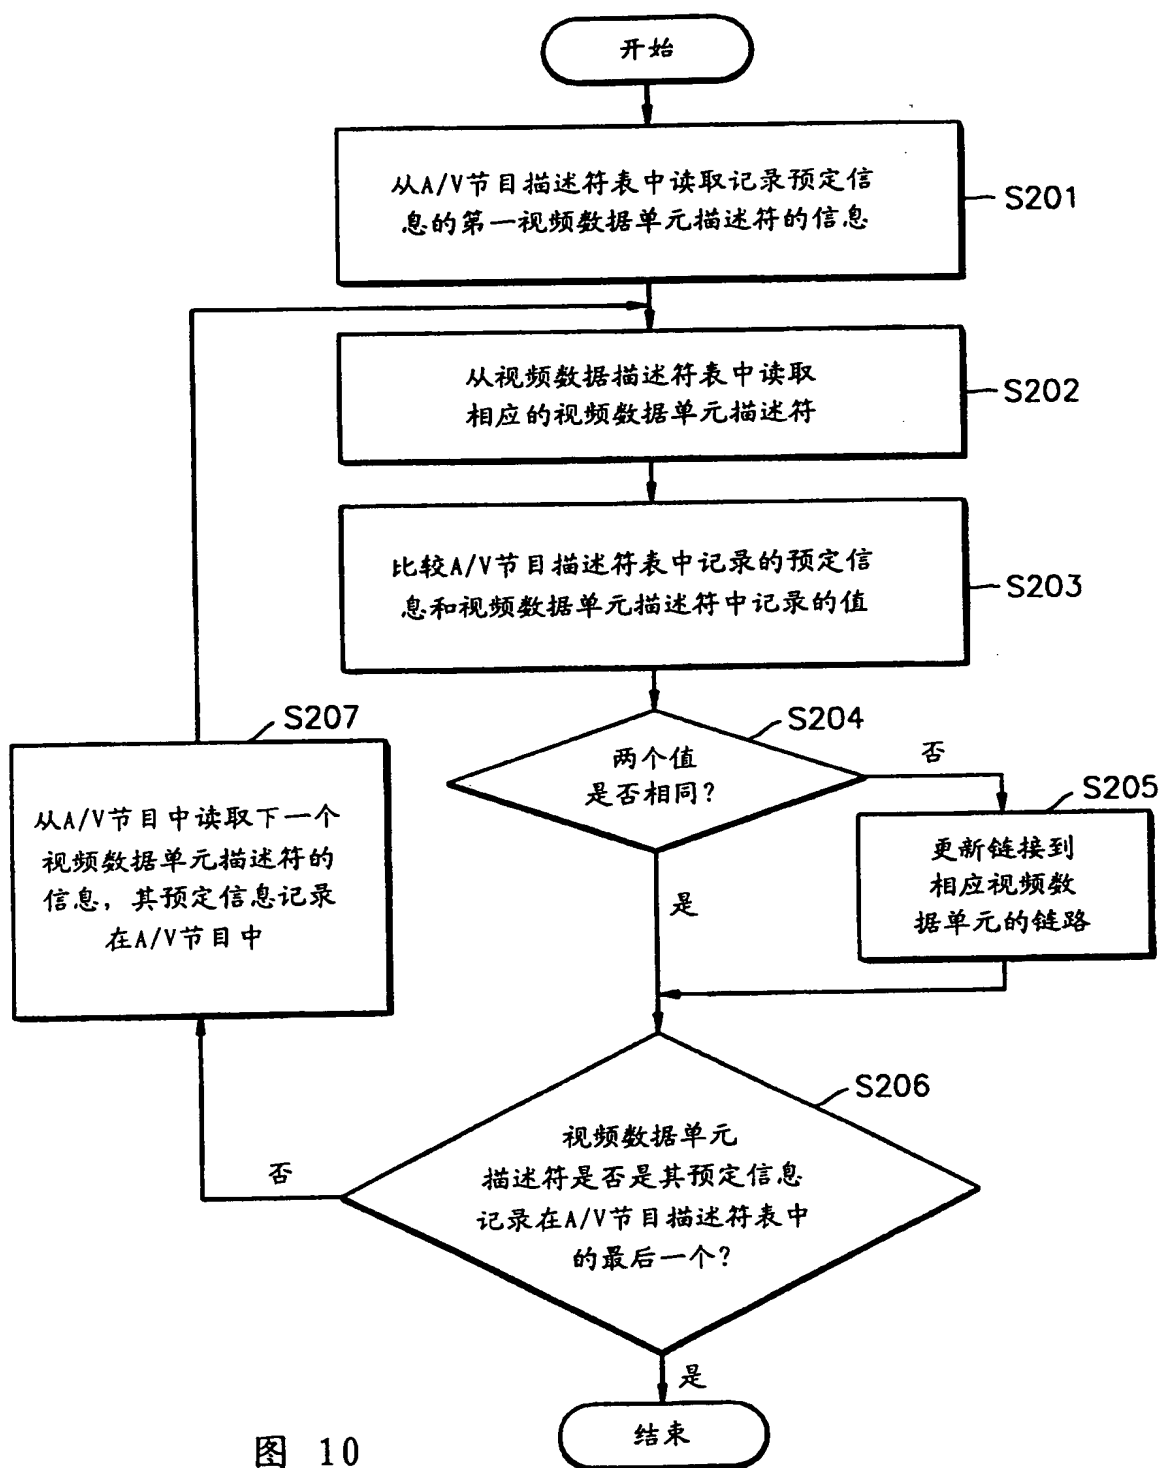 开始
从A/V节目描述符表中读取记录预定信
息的第一视频数据单元描述符的信息
S201
从视频数据描述符表中读取
相应的视频数据单元描述符
S202
比较A/V节目描述符表中记录的预定信
息和视频数据单元描述符中记录的值
S203
S207
从A/V节目中读取下一个
视频数据单元描述符的
信息,其预定信息记录
在A/V节目中
S204
两个值
是否相同?
否
S205
更新链接到
相应视频数
据单元的链路
是
S206
视频数据单元
描述符是否是其预定信息
记录在A/V节目描述符表中
的最后一个?
否
是
结束
图 10